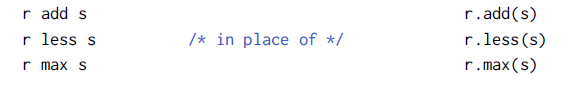 r add s r.add(s)
r less s /* in place of */ r.less(s)
r max s r.max(s)